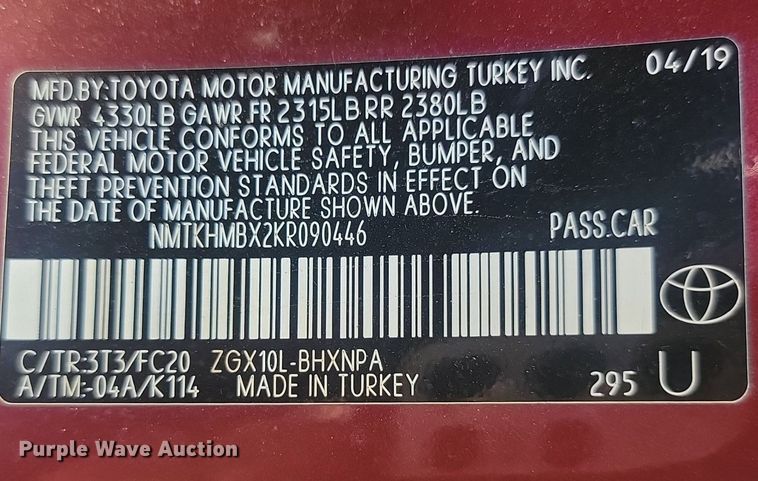 MFD.BY:TOYOTA MOTOR MANUFACTURING TURKEY INC. 04/19
GVWR 4330LB GAWR FR 2315LB RR 2380LB
THIS VEHICLE CONFORMS TO ALL APPLICABLE
FEDERAL MOTOR VEHICLE SAFETY, BUMPER, AND
THEFT PREVENTION STANDARDS IN EFFECT ON
THE DATE OF MANUFACTURE SHOWN ABOVE.
NMTKHMBX2KR090446 PASS.CAR
C/TR:3T3/FC20 ZGX10L-BHXNPA
A/TM:-04A/K114 MADE IN TURKEY 295 U
Purple Wave Auction